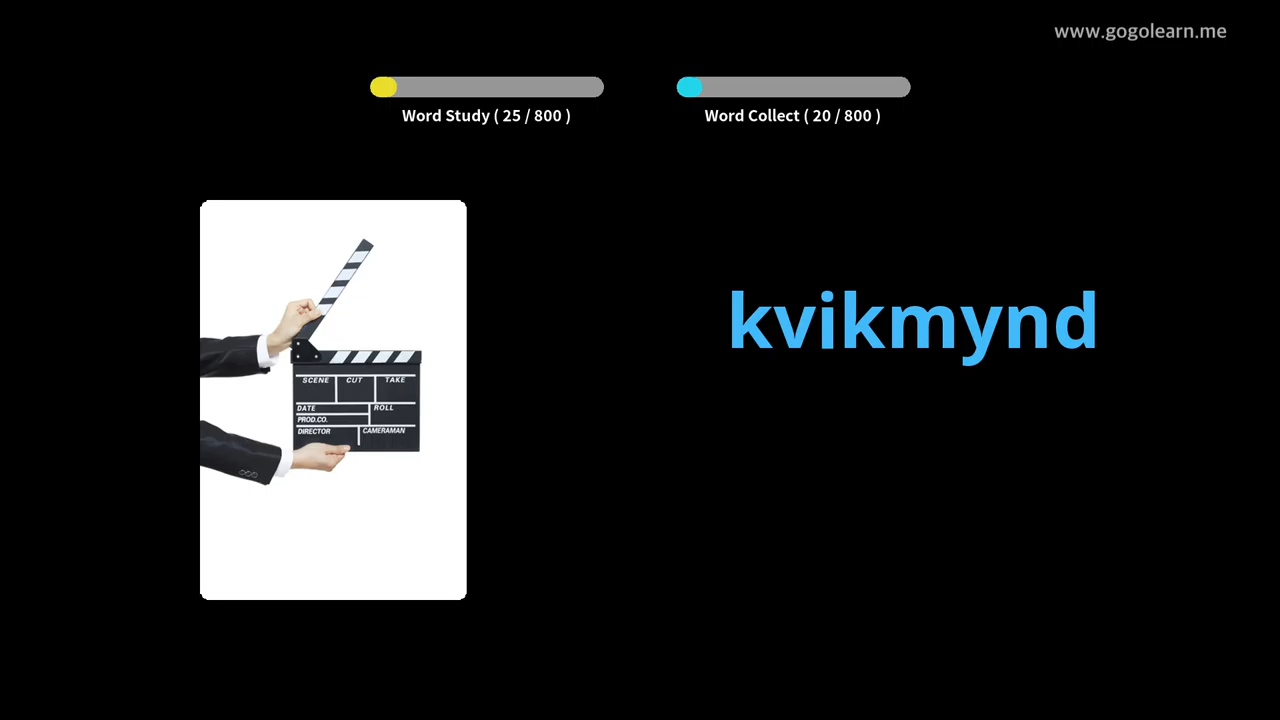 www.gogolearn.me
Word Study ( 25 / 800 )
Word Collect ( 20 / 800 )
kvikmynd
SCENE CUT TAKE
DATE ROLL
PROD.CO.
DIRECTOR CAMERAMAN